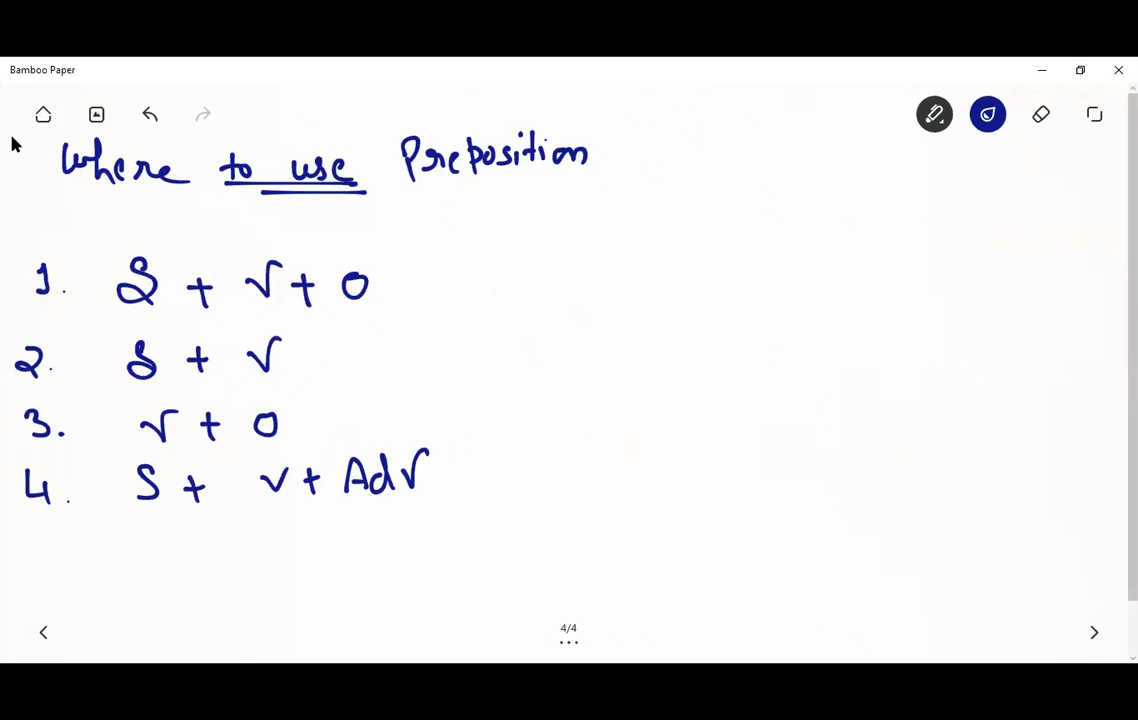 Bamboo Paper
Where to use Preposition
1. S + V + O
2. S + V
3. V + O
4. S + V + Adv
4/4